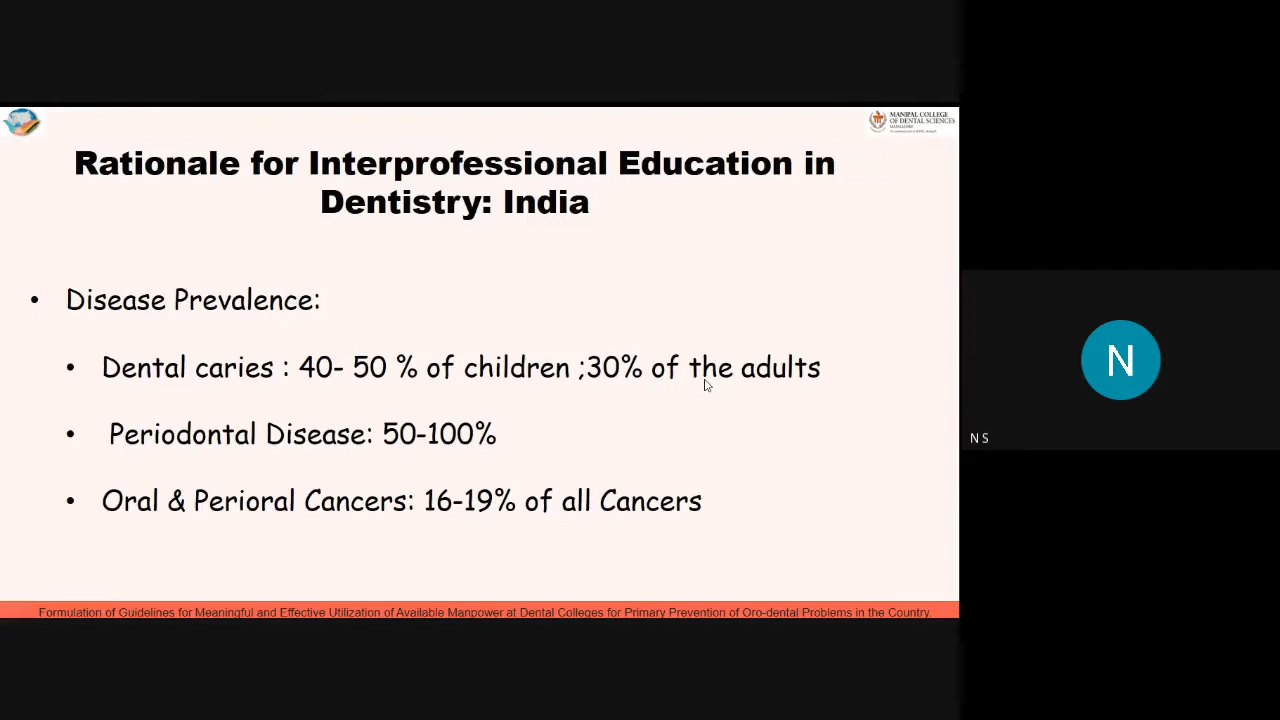 MANIPAL COLLEGE
OF DENTAL SCIENCES
MANGALORE
Rationale for Interprofessional Education in
Dentistry: India
• Disease Prevalence:
• Dental caries : 40- 50 % of children ;30% of the adults
• Periodontal Disease: 50-100%
• Oral & Perioral Cancers: 16-19% of all Cancers
Formulation of Guidelines for Meaningful and Effective Utilization of Available Manpower at Dental Colleges for Primary Prevention of Oro-dental Problems in the Country.
N
N S